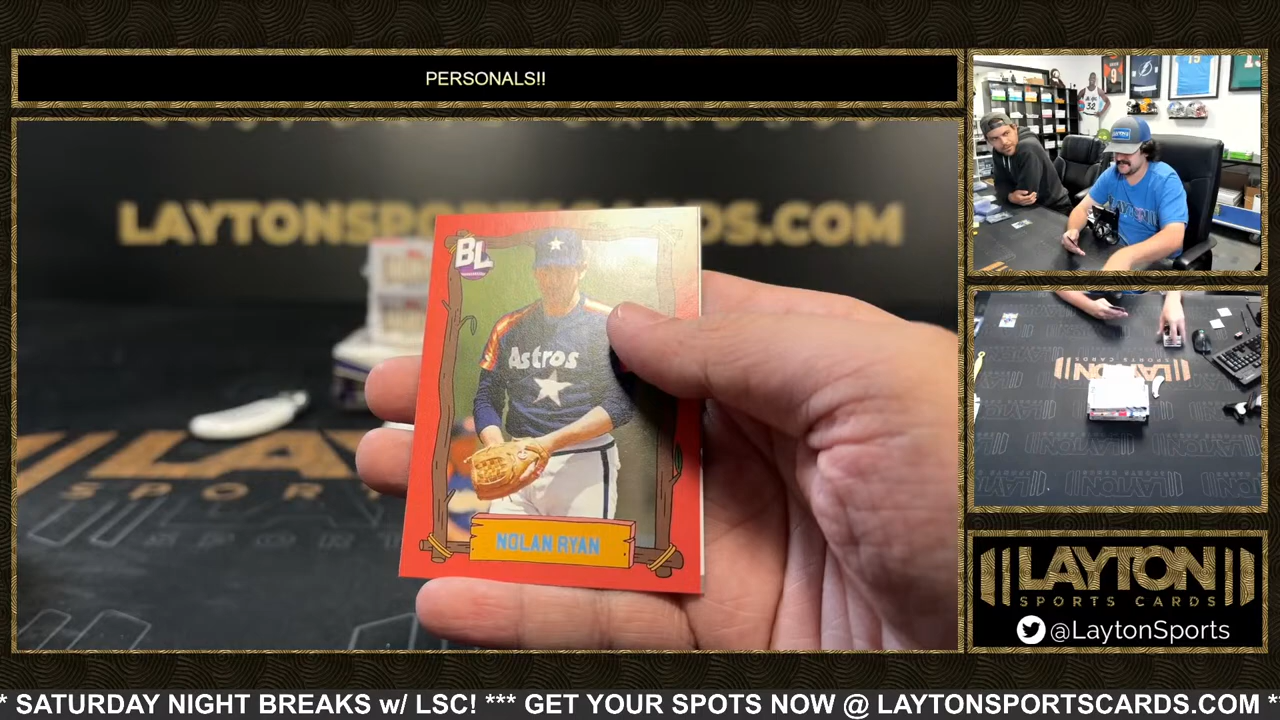 PERSONALS!!
LAYTONSPORTSCARDS.COM
BL
Astros
NOLAN RYAN
LAYTON
SPORTS CARDS
@LaytonSports
* SATURDAY NIGHT BREAKS w/ LSC! *** GET YOUR SPOTS NOW @ LAYTONSPORTSCARDS.COM *